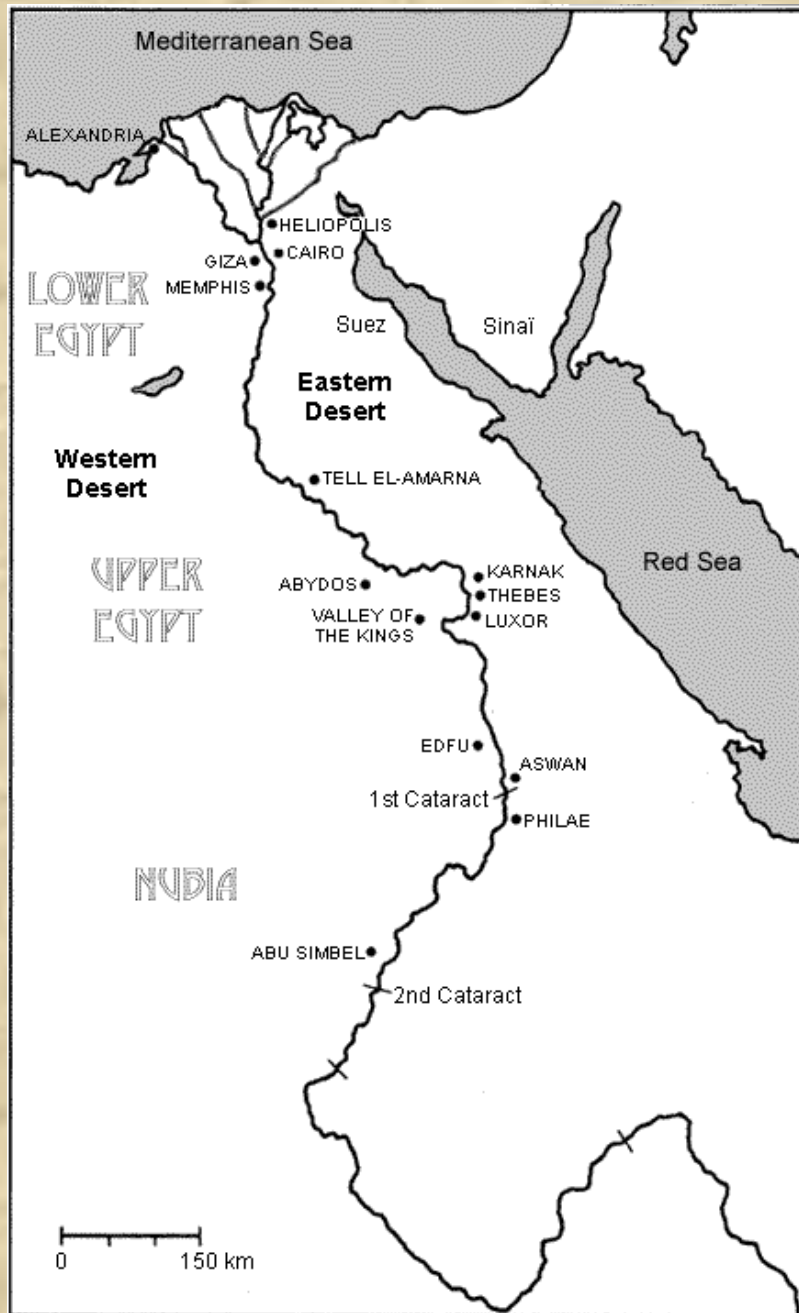 Mediterranean Sea
ALEXANDRIA
HELIOPOLIS
CAIRO
GIZA
MEMPHIS
LOWER
EGYPT
Suez
Sinaï
Eastern
Desert
Western
Desert
TELL EL-AMARNA
UPPER
EGYPT
Red Sea
KARNAK
ABYDOS
THEBES
VALLEY OF
THE KINGS
LUXOR
EDFU
ASWAN
1st Cataract
PHILAE
NUBIA
ABU SIMBEL
2nd Cataract
0 150 km